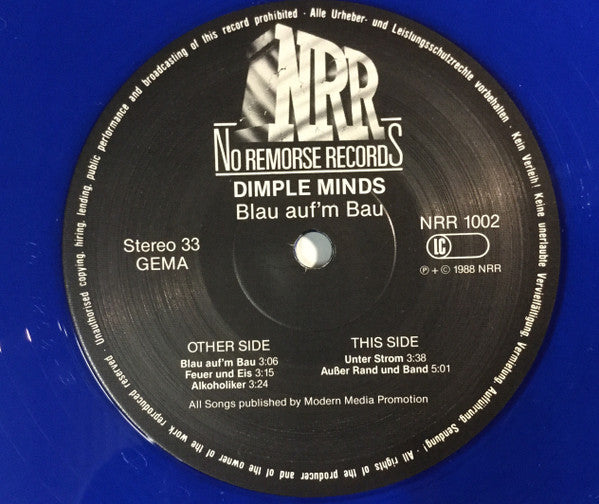 NRR
NO REMORSE RECORDS
DIMPLE MINDS
Blau auf'm Bau
Stereo 33
GEMA
NRR 1002
LC
℗ + © 1988 NRR
OTHER SIDE
Blau auf'm Bau 3:06
Feuer und Eis 3:15
Alkoholiker 3:24
THIS SIDE
Unter Strom 3:38
Außer Rand und Band 5:01
All Songs published by Modern Media Promotion
· Alle Urheber- und Leistungsschutzrechte vorbehalten · Kein Verleih! Keine unerlaubte Vervielfältigung, Vermietung Aufführung, Sendung! · All rights of the producer and of the owner of the work reproduced reserved · Unauthorised copying, hiring, lending, public performance and broadcasting of this record prohibited